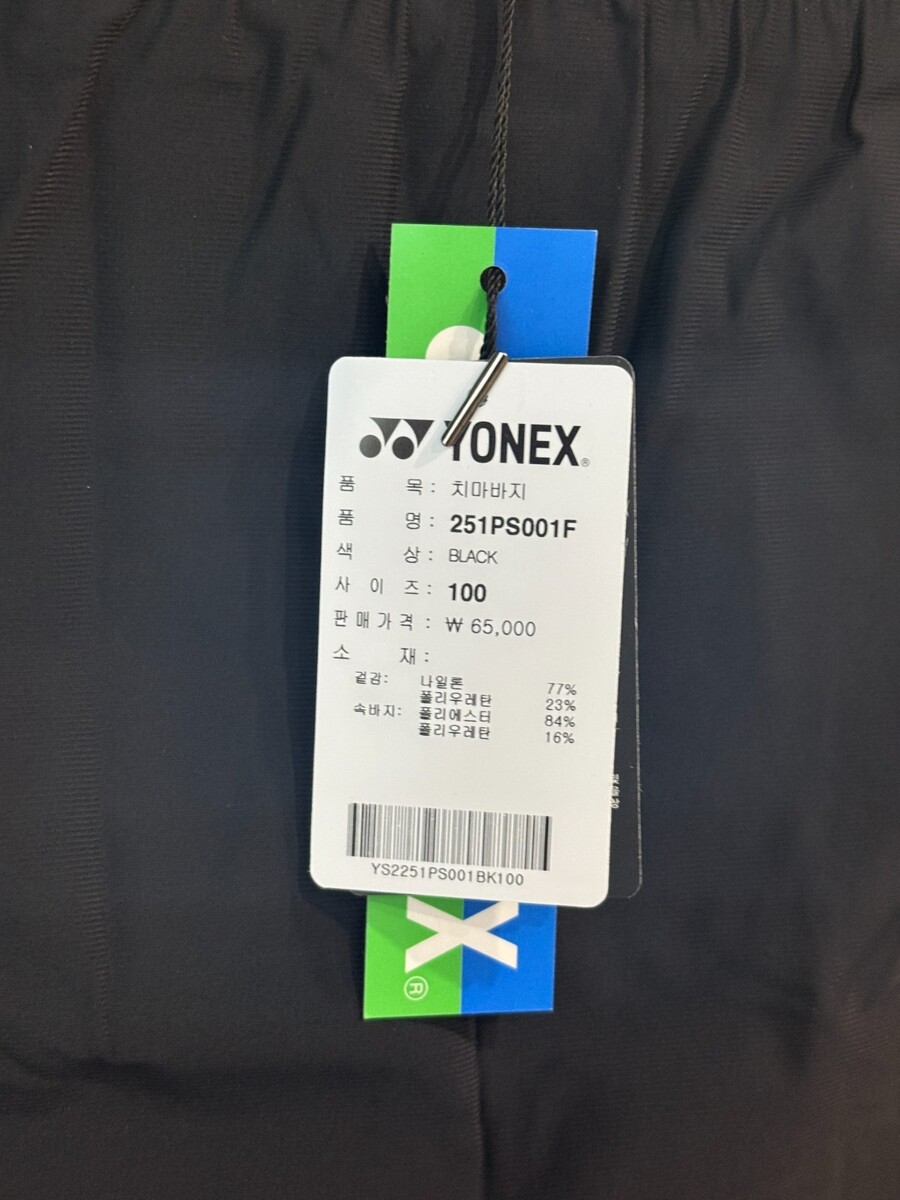 YONEX®
품 목 : 치마바지
품 명 : 251PS001F
색 상 : BLACK
사 이 즈 : 100
판 매 가 격 : ₩ 65,000
소 재 :
겉감: 나일론 77%
폴리우레탄 23%
속바지: 폴리에스터 84%
폴리우레탄 16%
YS2251PS001BK100
X®